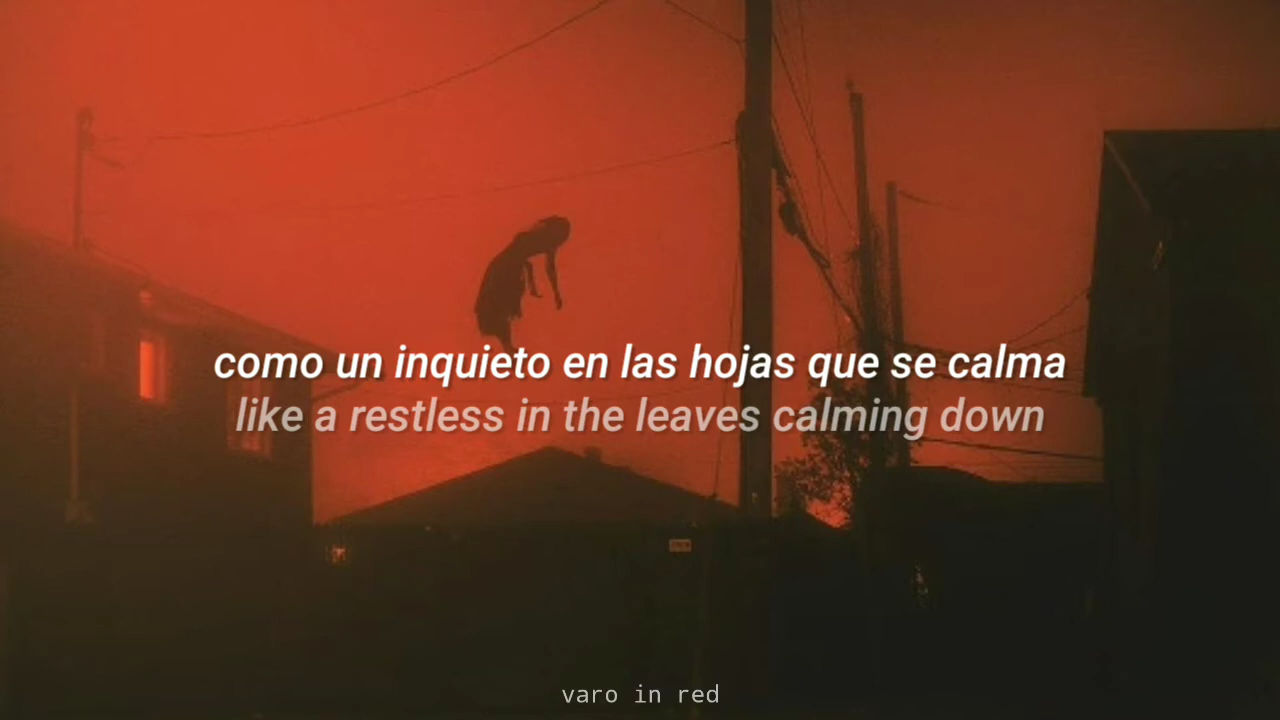 como un inquieto en las hojas que se calma
like a restless in the leaves calming down
varo in red